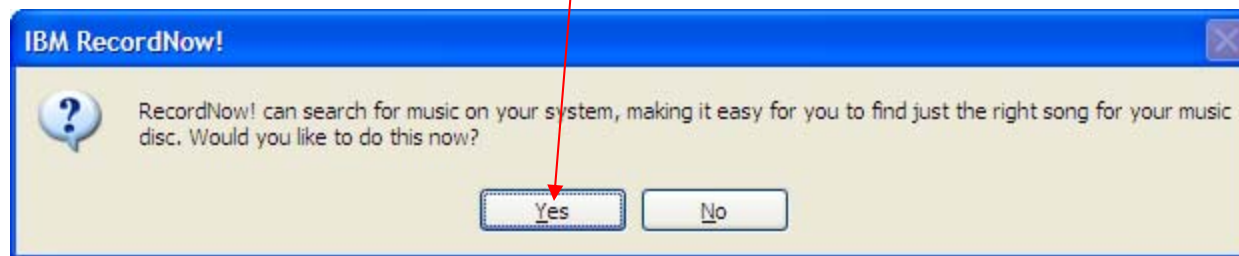 IBM RecordNow!
RecordNow! can search for music on your system, making it easy for you to find just the right song for your music
disc. Would you like to do this now?
Yes No